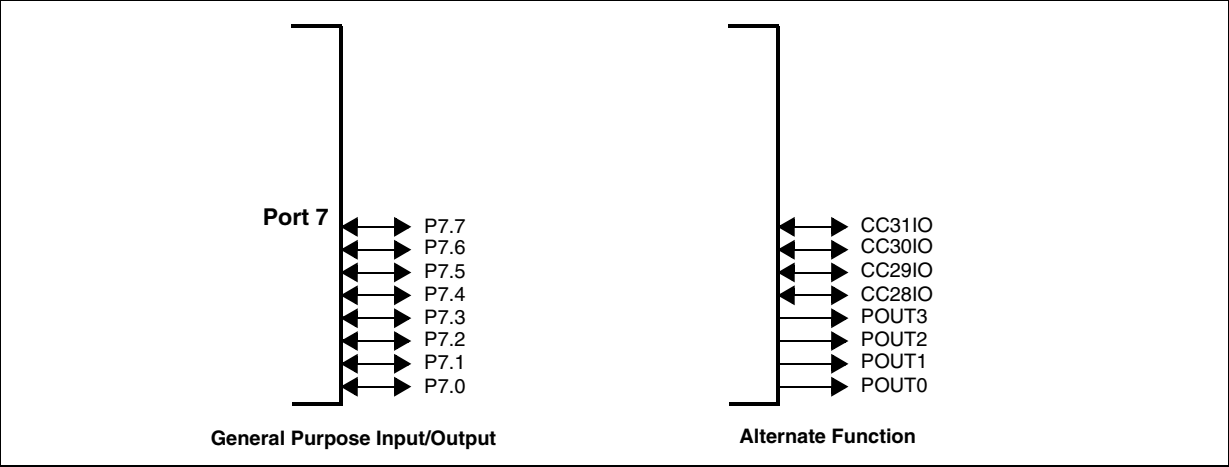 Port 7
P7.7
P7.6
P7.5
P7.4
P7.3
P7.2
P7.1
P7.0
General Purpose Input/Output
CC31IO
CC30IO
CC29IO
CC28IO
POUT3
POUT2
POUT1
POUT0
Alternate Function